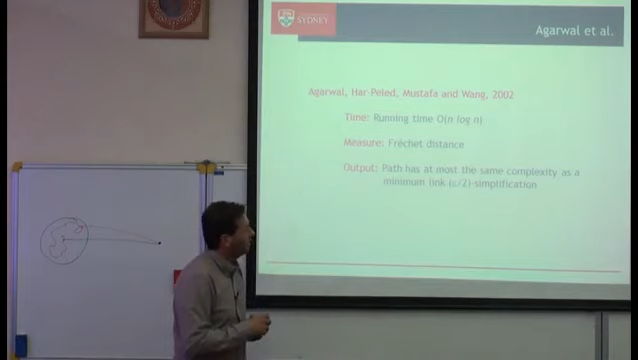 SYDNEY
Agarwal et al.
Agarwal, Har-Peled, Mustafa and Wang, 2002
Time: Running time O(n log n)
Measure: Fréchet distance
Output: Path has at most the same complexity as a
minimum link (ε/2)-simplification